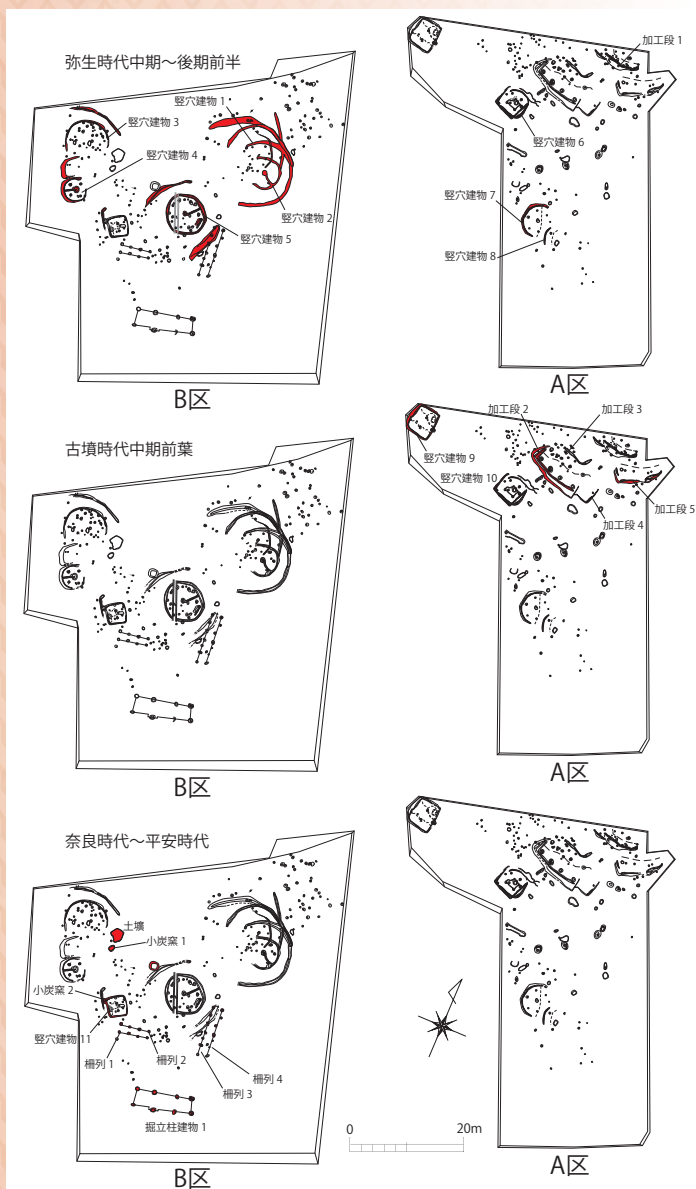 弥生時代中期～後期前半
竪穴建物 1
竪穴建物 3
竪穴建物 4
竪穴建物 2
竪穴建物 5
B区
加工段 1
竪穴建物 6
竪穴建物 7
竪穴建物 8
A区
古墳時代中期前葉
B区
加工段 2
加工段 3
竪穴建物 9
竪穴建物 10
加工段 5
加工段 4
A区
奈良時代～平安時代
土壙
小炭窯 1
小炭窯 2
竪穴建物 11
柵列 1
柵列 2
柵列 4
柵列 3
掘立柱建物 1
B区
0
20m
A区